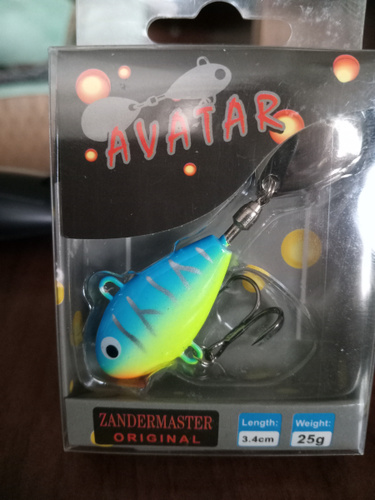 AVATAR
ZANDERMASTER
ORIGINAL
Length:
3.4cm
Weight:
25g